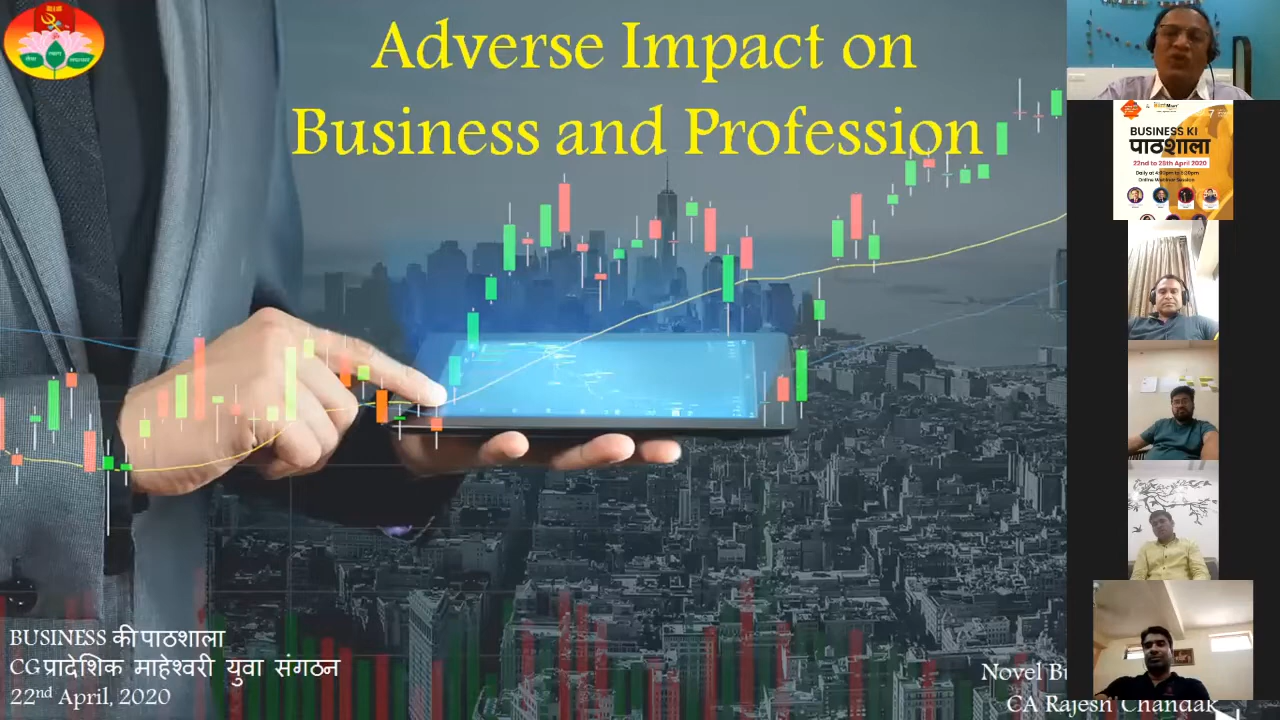 Adverse Impact on
Business and Profession
BUSINESS KI
पाठशाला
22nd to 25th April 2020
BUSINESS की पाठशाला
CG प्रादेशिक माहेश्वरी युवा संगठन
22nd April, 2020
Novel
CA Rajesh Chandak